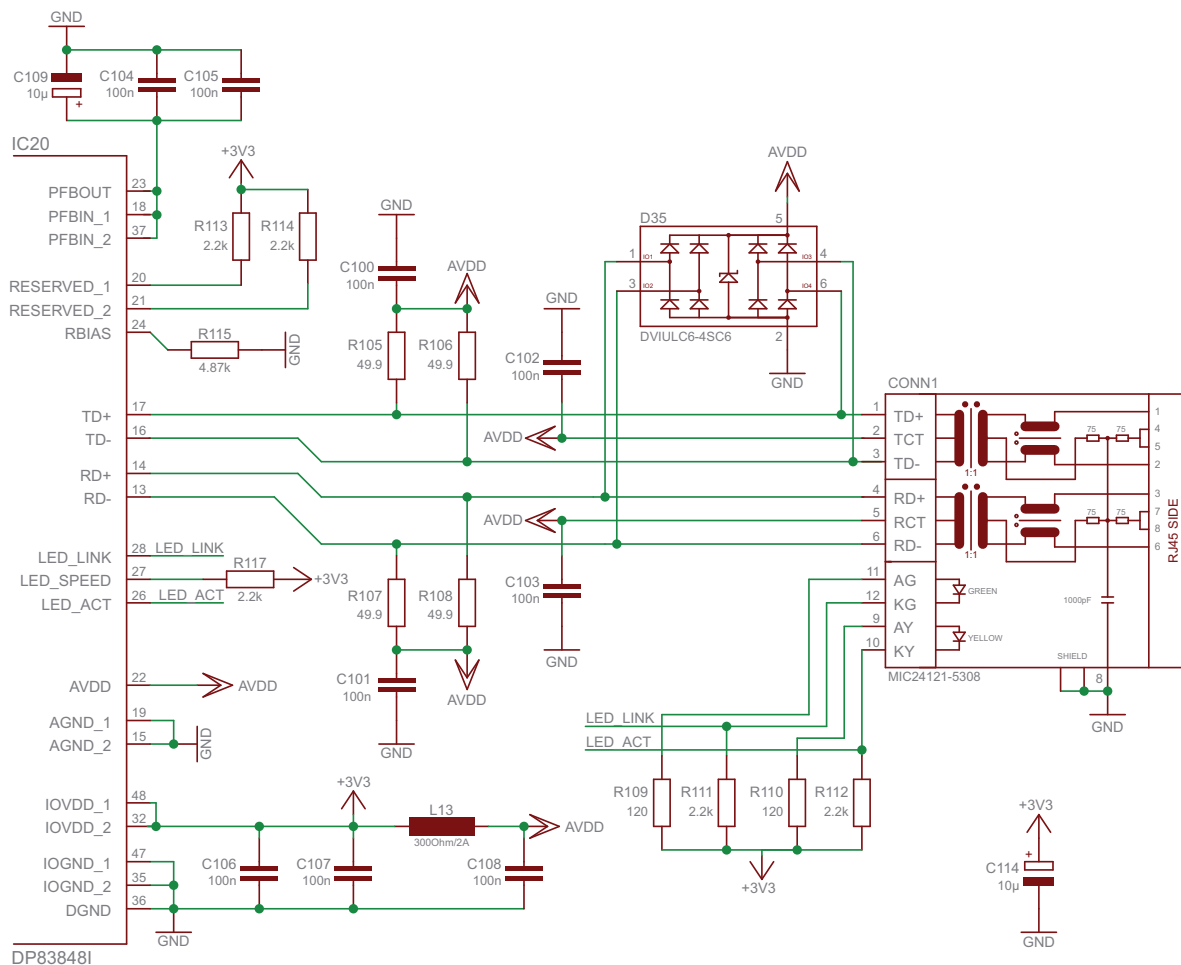 GND
C109
10µ
+
C104
100n
C105
100n
IC20
PFBOUT 23
PFBIN_1 18
PFBIN_2 37
RESERVED_1 20
RESERVED_2 21
RBIAS 24
+3V3
R113
2.2k
R114
2.2k
R115
4.87k
GND
GND
C100
100n
AVDD
R105
49.9
R106
49.9
GND
C102
100n
AVDD
D35
5
1 IO1
3 IO2
IO3 4
IO4 6
DVIULC6-4SC6
2
GND
TD+ 17
TD- 16
RD+ 14
RD- 13
AVDD
AVDD
LED_LINK 28 LED_LINK
LED_SPEED 27
LED_ACT 26 LED_ACT
R117
2.2k
+3V3
R107
49.9
R108
49.9
C103
100n
GND
C101
100n
AVDD
GND
CONN1
1 TD+
2 TCT
3 TD-
4 RD+
5 RCT
6 RD-
11 AG
12 KG
9 AY
10 KY
1:1
75
75
1
4
5
2
1:1
75
75
3
7
8
6
RJ45 SIDE
GREEN
YELLOW
1000pF
SHIELD
8
MIC24121-5308
GND
AVDD 22
AVDD
AGND_1 19
AGND_2 15
GND
LED_LINK
LED_ACT
R109
120
R111
2.2k
R110
120
R112
2.2k
+3V3
IOVDD_1 48
IOVDD_2 32
IOGND_1 47
IOGND_2 35
DGND 36
+3V3
L13
300Ohm/2A
AVDD
C106
100n
C107
100n
C108
100n
GND
+3V3
+
C114
10µ
GND
DP83848I